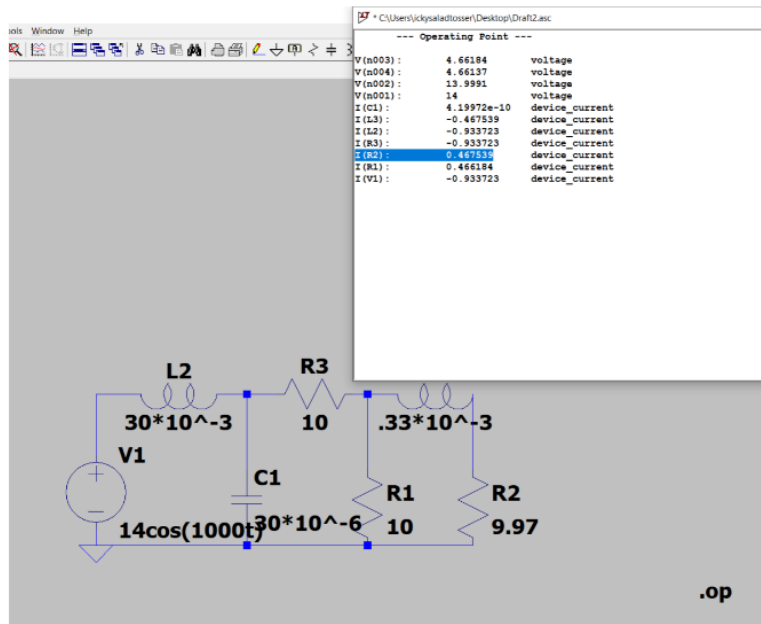 * C:\Users\ickysaladtosser\Desktop\Draft2.asc
ools Window Help
--- Operating Point ---
V(n003): 4.66184 voltage
V(n004): 4.66137 voltage
V(n002): 13.9991 voltage
V(n001): 14 voltage
I(C1): 4.19972e-10 device_current
I(L3): -0.467539 device_current
I(L2): -0.933723 device_current
I(R3): -0.933723 device_current
I(R2): 0.467539 device_current
I(R1): 0.466184 device_current
I(V1): -0.933723 device_current
L2
R3
30*10^-3
10
.33*10^-3
V1
C1
R1
R2
14cos(1000t)
30*10^-6
10
9.97
.op